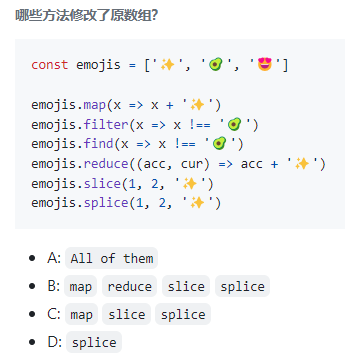 哪些方法修改了原数组?
const emojis = ['✨', '🥑', '😍']
emojis.map(x => x + '✨')
emojis.filter(x => x !== '🥑')
emojis.find(x => x !== '🥑')
emojis.reduce((acc, cur) => acc + '✨')
emojis.slice(1, 2, '✨')
emojis.splice(1, 2, '✨')
• A: All of them
• B: map reduce slice splice
• C: map slice splice
• D: splice